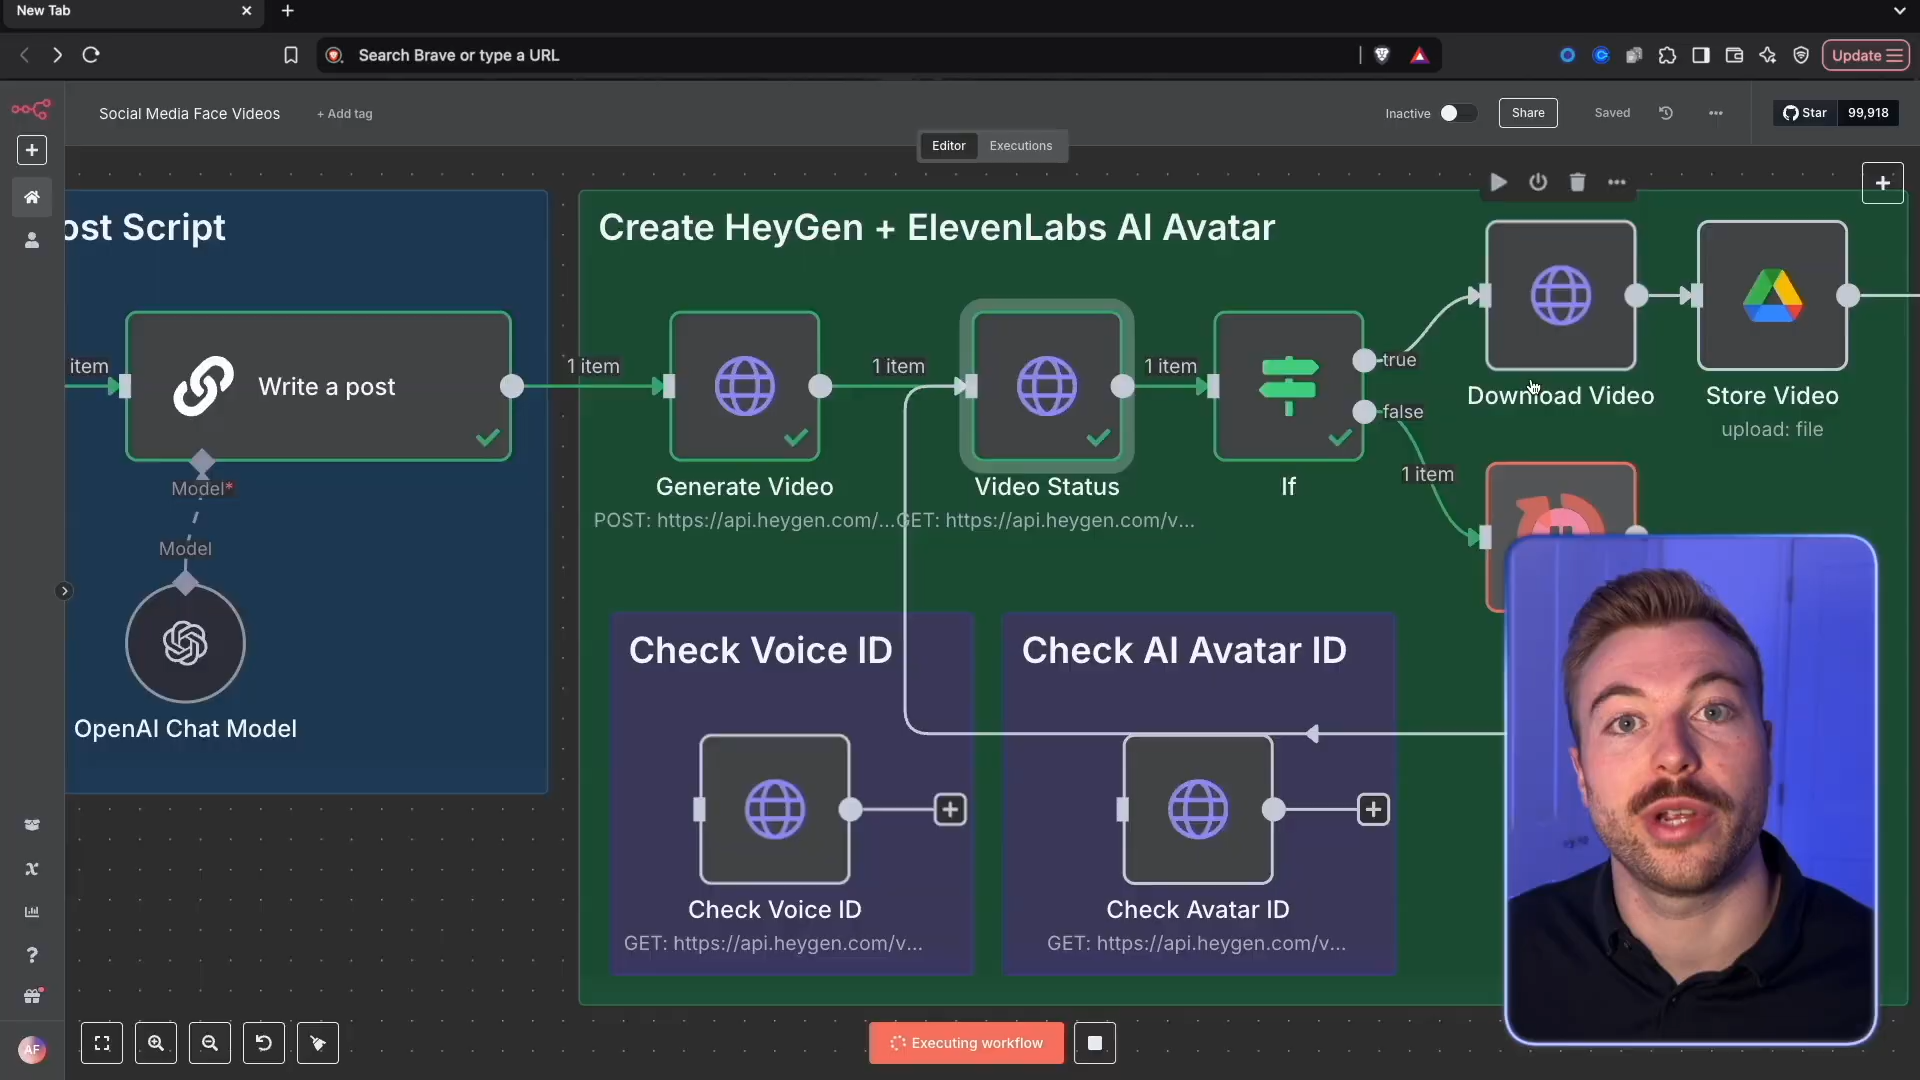 New Tab
Search Brave or type a URL
Update
Social Media Face Videos
+ Add tag
Inactive
Share
Saved
Star
99,918
Editor
Executions
ost Script
Create HeyGen + ElevenLabs AI Avatar
item
Write a post
1 item
1 item
1 item
true
false
1 item
Download Video
Store Video
upload: file
Model*
Model
OpenAI Chat Model
Generate Video
POST: https://api.heygen.com/...
Video Status
GET: https://api.heygen.com/v...
If
Check Voice ID
Check AI Avatar ID
Check Voice ID
GET: https://api.heygen.com/v...
Check Avatar ID
GET: https://api.heygen.com/v...
AF
Executing workflow